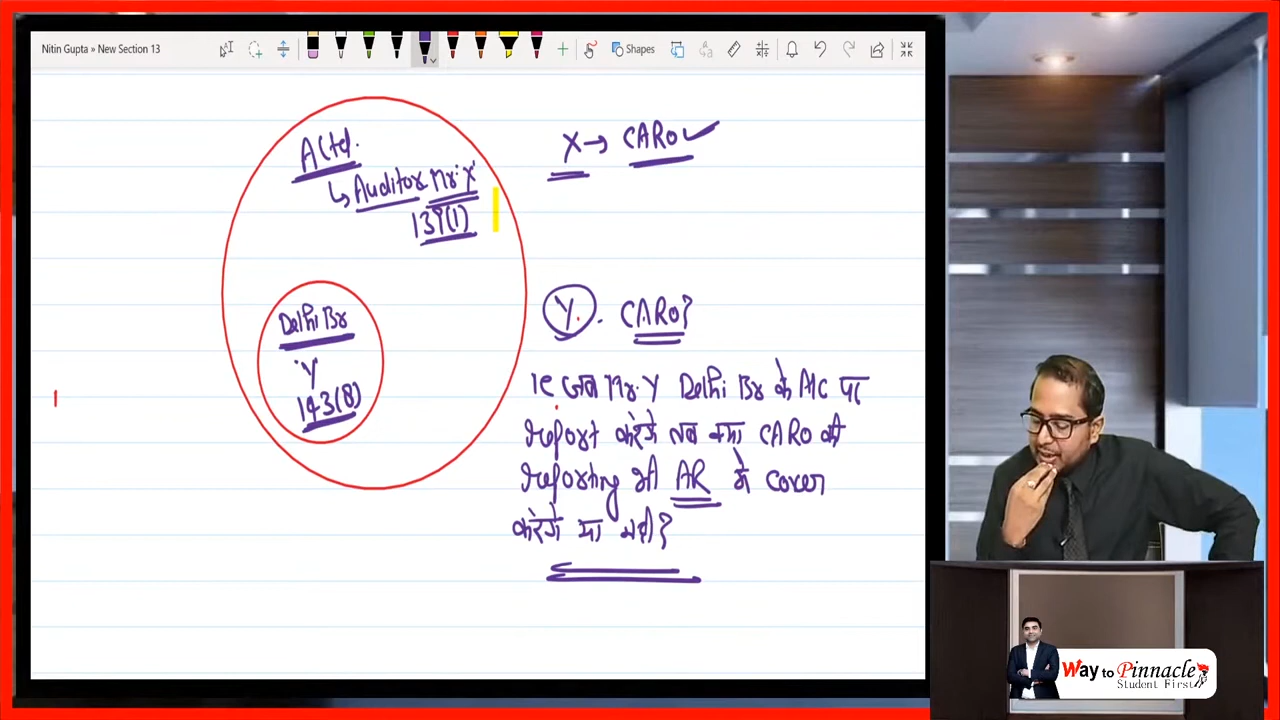 Nitin Gupta » New Section 13
Shapes
A Ltd.
↳ Auditor Mr. 'X'
139(1)
X → CARO ✓
Delhi Br
'Y'
143(8)
Y. CARO?
ie जब Mr. Y Delhi Br के A/C पर
report करेंगे तब क्या CARO की
reporting भी AR में cover
करेंगे या नहीं?
Way to Pinnacle
Student First